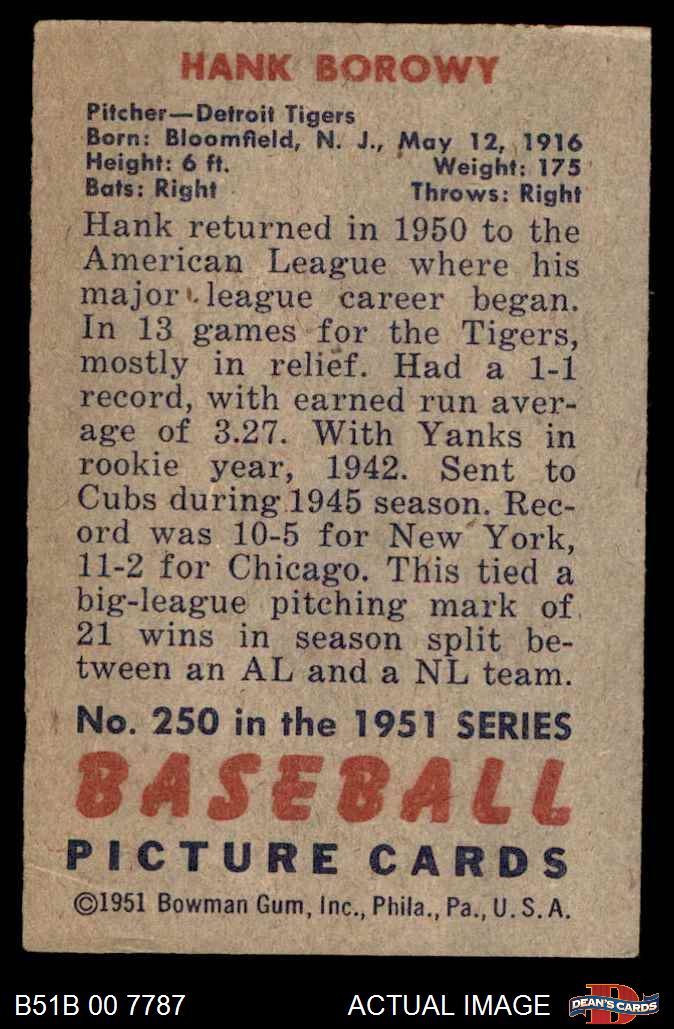 HANK BOROWY
Pitcher—Detroit Tigers
Born: Bloomfield, N. J., May 12, 1916
Height: 6 ft. Weight: 175
Bats: Right Throws: Right
Hank returned in 1950 to the
American League where his
major league career began.
In 13 games for the Tigers,
mostly in relief. Had a 1-1
record, with earned run aver-
age of 3.27. With Yanks in
rookie year, 1942. Sent to
Cubs during 1945 season. Rec-
ord was 10-5 for New York,
11-2 for Chicago. This tied a
big-league pitching mark of
21 wins in season split be-
tween an AL and a NL team.
No. 250 in the 1951 SERIES
BASEBALL
PICTURE CARDS
©1951 Bowman Gum, Inc., Phila., Pa., U. S. A.
B51B 00 7787 ACTUAL IMAGE DEAN'S CARDS